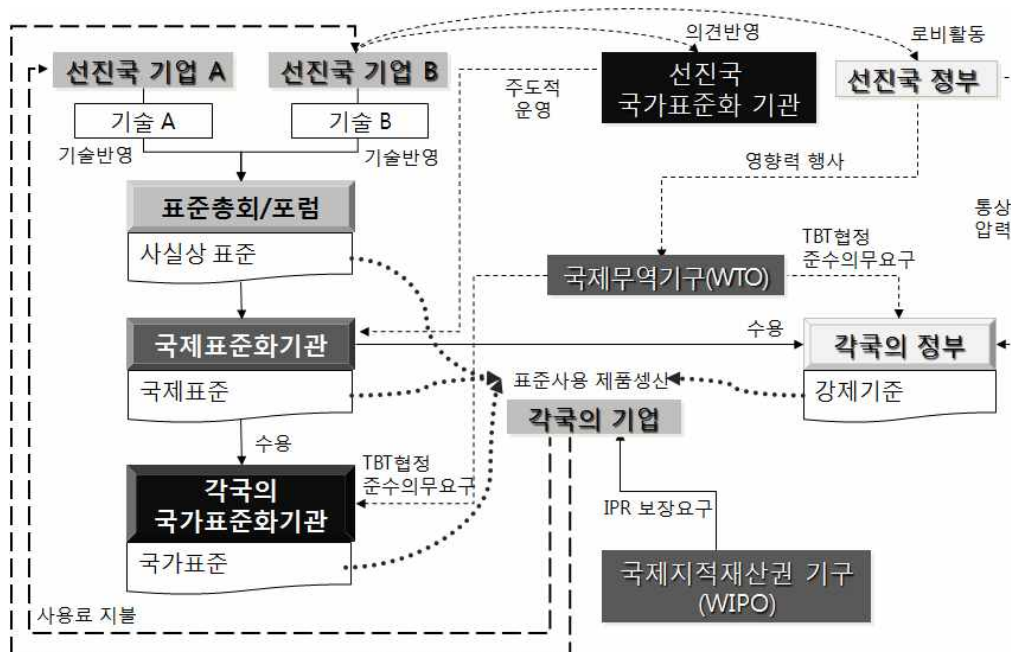 의견반영
로비활동
선진국 기업 A
선진국 기업 B
주도적
운영
선진국
국가표준화 기관
선진국 정부
기술 A
기술 B
기술반영
기술반영
영향력 행사
표준총회/포럼
사실상 표준
통상
압력
TBT협정
준수의무요구
국제무역기구(WTO)
국제표준화기관
수용
각국의 정부
국제표준
표준사용 제품생산
강제기준
각국의 기업
수용
TBT협정
준수의무요구
각국의
국가표준화기관
IPR 보장요구
국가표준
국제지적재산권 기구
(WIPO)
사용료 지불